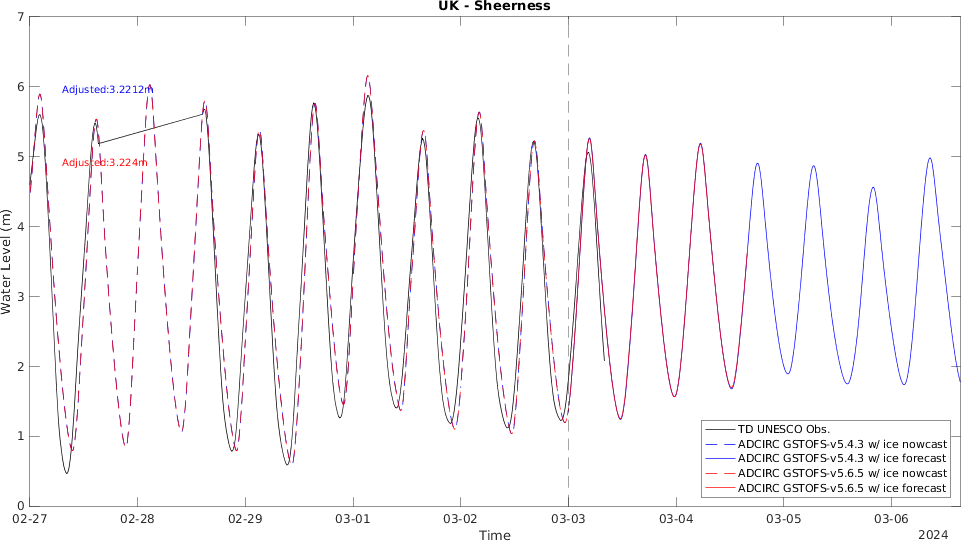 UK - Sheerness
7
6
5
4
3
2
1
0
Water Level (m)
Adjusted:3.2212m
Adjusted:3.224m
TD UNESCO Obs.
ADCIRC GSTOFS-v5.4.3 w/ ice nowcast
ADCIRC GSTOFS-v5.4.3 w/ ice forecast
ADCIRC GSTOFS-v5.6.5 w/ ice nowcast
ADCIRC GSTOFS-v5.6.5 w/ ice forecast
02-27 02-28 02-29 03-01 03-02 03-03 03-04 03-05 03-06
Time
2024